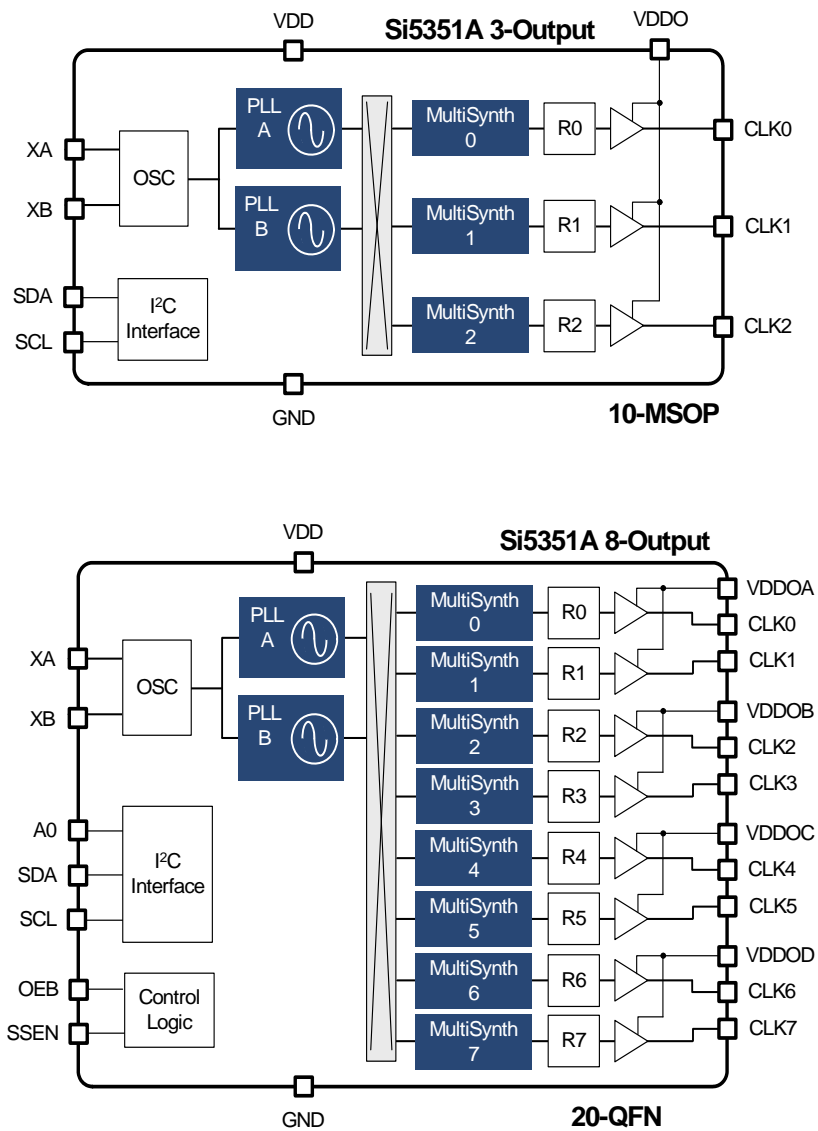 VDD
Si5351A 3-Output
VDDO
PLL
A
MultiSynth
0
R0
CLK0
XA
OSC
XB
PLL
B
MultiSynth
1
R1
CLK1
SDA
I²C
Interface
SCL
MultiSynth
2
R2
CLK2
GND
10-MSOP
VDD
Si5351A 8-Output
VDDOA
MultiSynth
0
R0
CLK0
PLL
A
XA
OSC
MultiSynth
1
R1
CLK1
XB
PLL
B
VDDOB
MultiSynth
2
R2
CLK2
MultiSynth
3
R3
CLK3
A0
I²C
Interface
SDA
SCL
VDDOC
MultiSynth
4
R4
CLK4
MultiSynth
5
R5
CLK5
OEB
Control
Logic
SSEN
VDDOD
MultiSynth
6
R6
CLK6
MultiSynth
7
R7
CLK7
GND
20-QFN